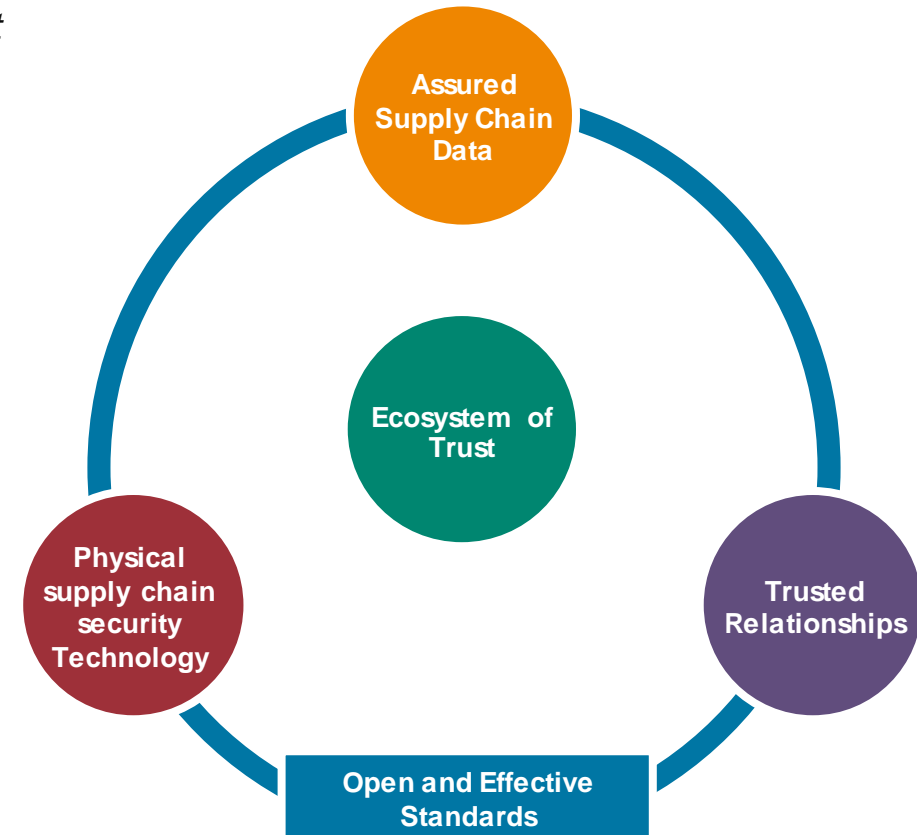 Assured
Supply Chain
Data
Ecosystem of
Trust
Physical
supply chain
security
Technology
Trusted
Relationships
Open and Effective
Standards